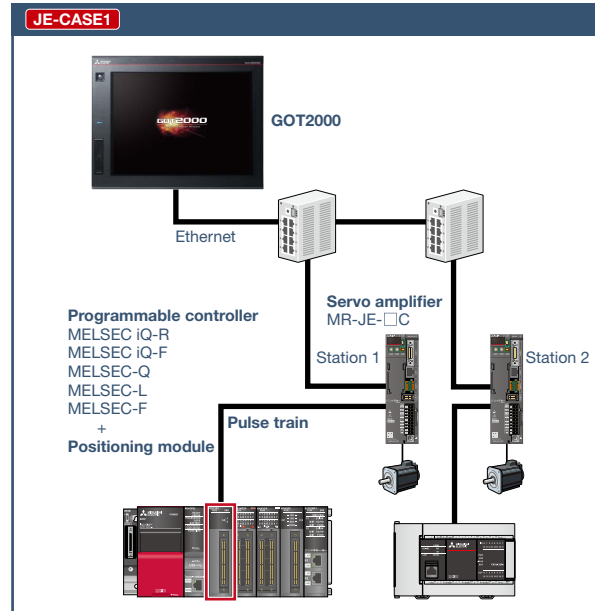 JE-CASE1
GOT2000
GOT2000
Ethernet
Servo amplifier
MR-JE-□C
Programmable controller
MELSEC iQ-R
MELSEC iQ-F
MELSEC-Q
MELSEC-L
MELSEC-F
+
Positioning module
Station 1
Station 2
Pulse train